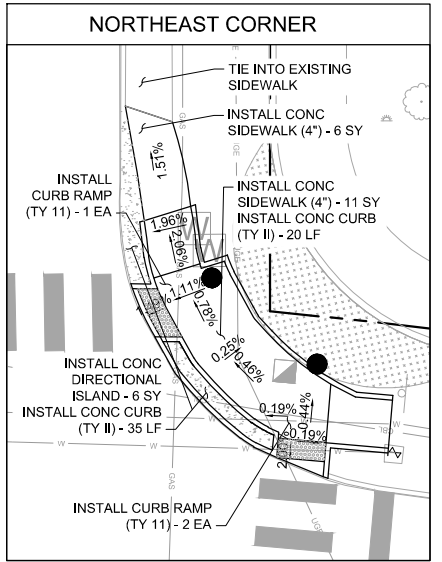 NORTHEAST CORNER
TIE INTO EXISTING
SIDEWALK
INSTALL CONC
SIDEWALK (4") - 6 SY
INSTALL
CURB RAMP
(TY 11) - 1 EA
INSTALL CONC
SIDEWALK (4") - 11 SY
INSTALL CONC CURB
(TY II) - 20 LF
GAS
1.51%
1.96%
2.06%
W
W
1.11%
0.78%
0.25%
0.46%
INSTALL CONC
DIRECTIONAL
ISLAND - 6 SY
INSTALL CONC CURB
(TY II) - 35 LF
0.19%
0.44%
0.19%
W
W
W
GAS
INSTALL CURB RAMP
(TY 11) - 2 EA